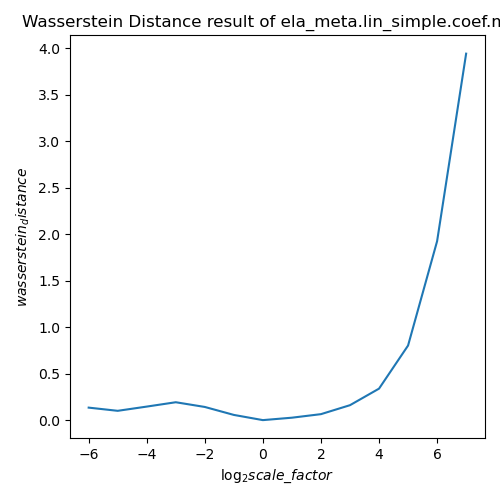 Wasserstein Distance result of ela_meta.lin_simple.coef.m
4.0
3.5
3.0
2.5
2.0
1.5
1.0
0.5
0.0
wasserstein_distance
−6 −4 −2 0 2 4 6
log₂scale_factor